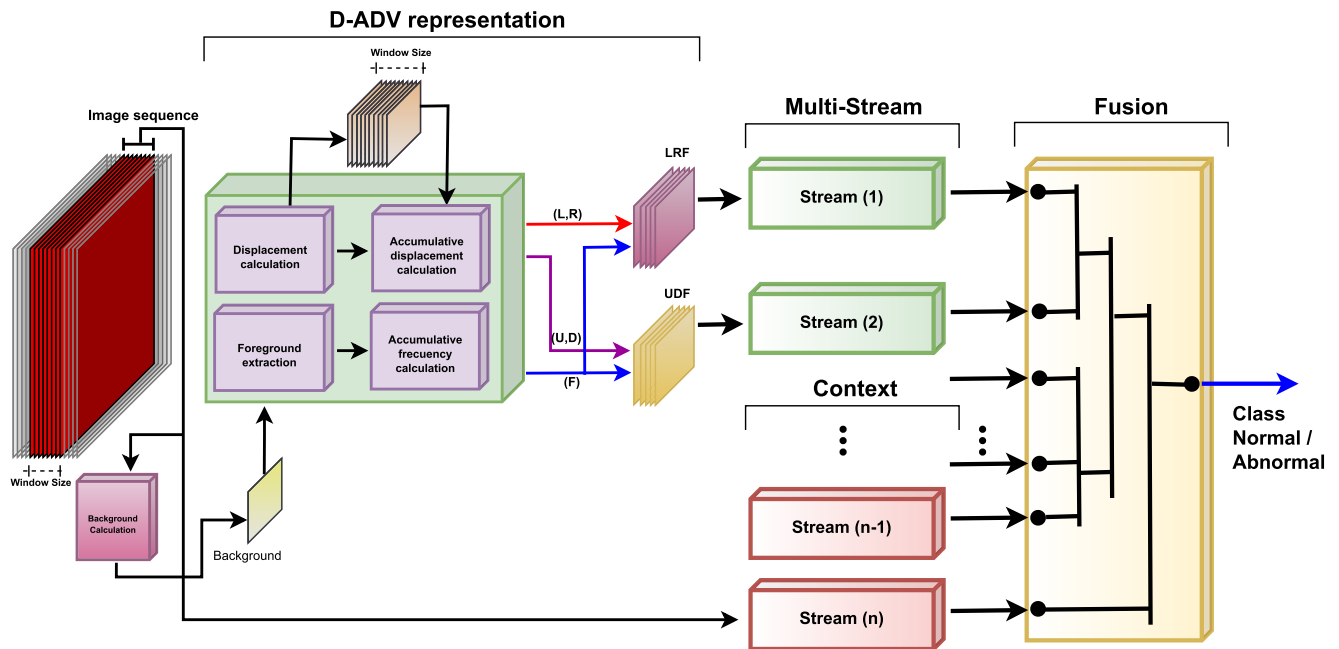 D-ADV representation
Window Size
Image sequence
Multi-Stream
Fusion
LRF
Stream (1)
(L,R)
Displacement
calculation
Accumulative
displacement
calculation
UDF
Stream (2)
(U,D)
Foreground
extraction
Accumulative
frecuency
calculation
(F)
Context
Class
Normal /
Abnormal
Window Size
Background
Calculation
Stream (n-1)
Background
Stream (n)